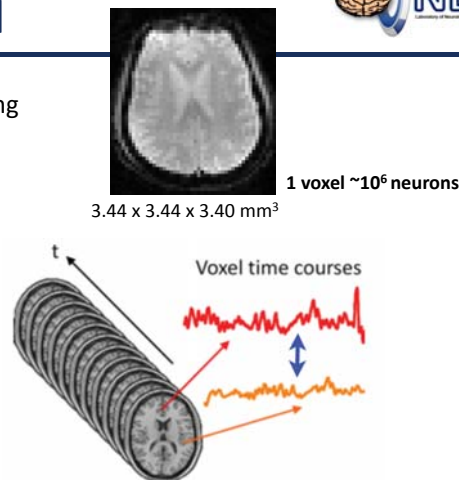 ng
1 voxel ~10⁶ neurons
3.44 x 3.44 x 3.40 mm³
t
Voxel time courses